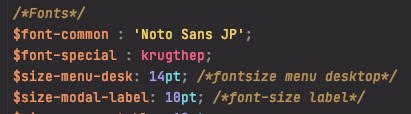 /*Fonts*/
$font-common : 'Noto Sans JP';
$font-special : krugthep;
$size-menu-desk: 14pt; /*fontsize menu desktop*/
$size-modal-label: 10pt; /*font-size label*/